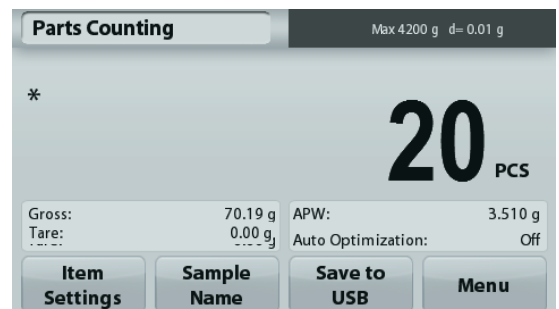 Parts Counting
Max 4200 g d= 0.01 g
*
20 PCS
Gross: 70.19 g
Tare: 0.00 g
APW: 3.510 g
Auto Optimization: Off
Item Settings
Sample Name
Save to USB
Menu